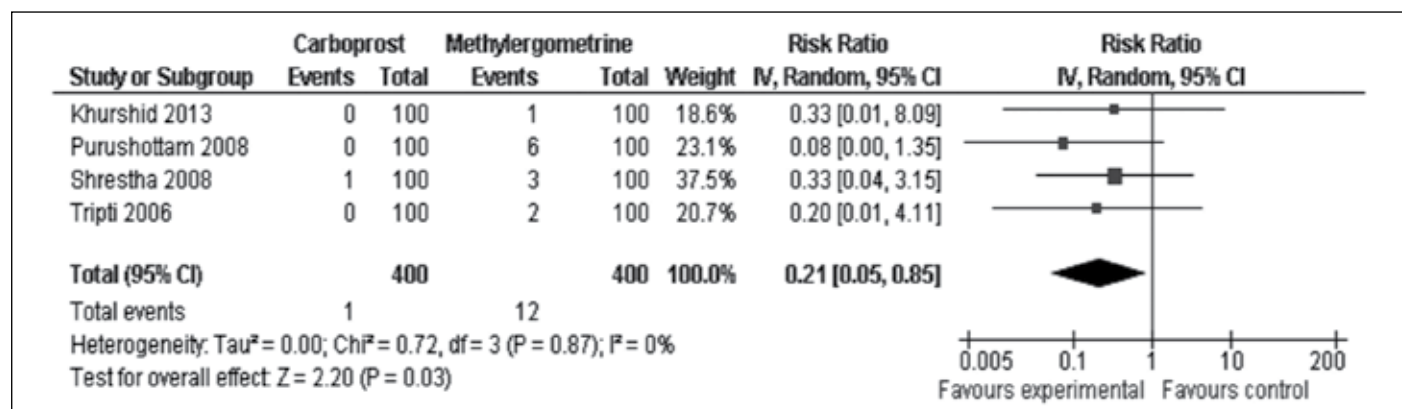 Carboprost Methylergometrine Risk Ratio Risk Ratio
Study or Subgroup Events Total Events Total Weight IV, Random, 95% CI IV, Random, 95% CI
Khurshid 2013 0 100 1 100 18.6% 0.33 [0.01, 8.09]
Purushottam 2008 0 100 6 100 23.1% 0.08 [0.00, 1.35]
Shrestha 2008 1 100 3 100 37.5% 0.33 [0.04, 3.15]
Tripti 2006 0 100 2 100 20.7% 0.20 [0.01, 4.11]
Total (95% CI) 400 400 100.0% 0.21 [0.05, 0.85]
Total events 1 12
Heterogeneity: Tau² = 0.00; Chi² = 0.72, df = 3 (P = 0.87); I² = 0%
Test for overall effect: Z = 2.20 (P = 0.03)
0.005 0.1 1 10 200
Favours experimental Favours control